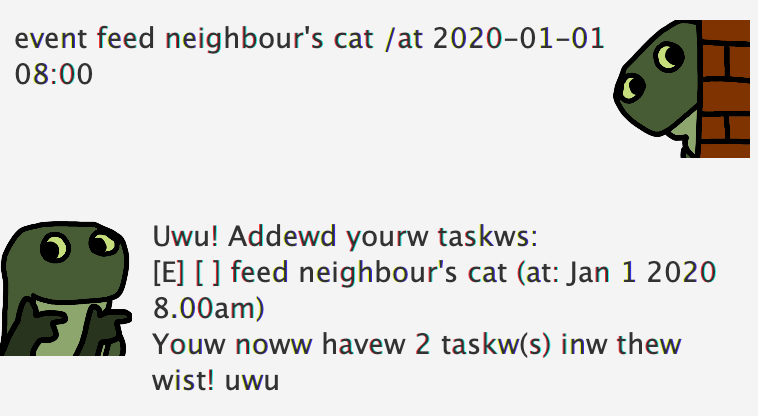 event feed neighbour's cat /at 2020-01-01
08:00
Uwu! Addewd yourw taskws:
[E] [ ] feed neighbour's cat (at: Jan 1 2020
8.00am)
Youw noww havew 2 taskw(s) inw thew
wist! uwu